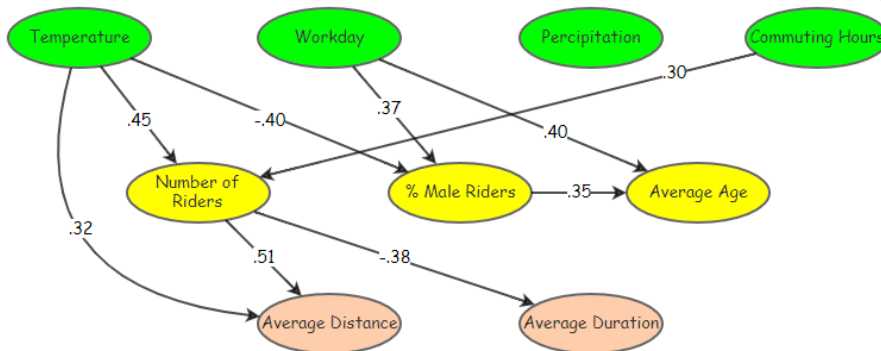 Temperature
Workday
Percipitation
Commuting Hours
.30
.37
.45
-.40
.40
Number of
Riders
% Male Riders
.35
Average Age
.32
.51
-.38
Average Distance
Average Duration